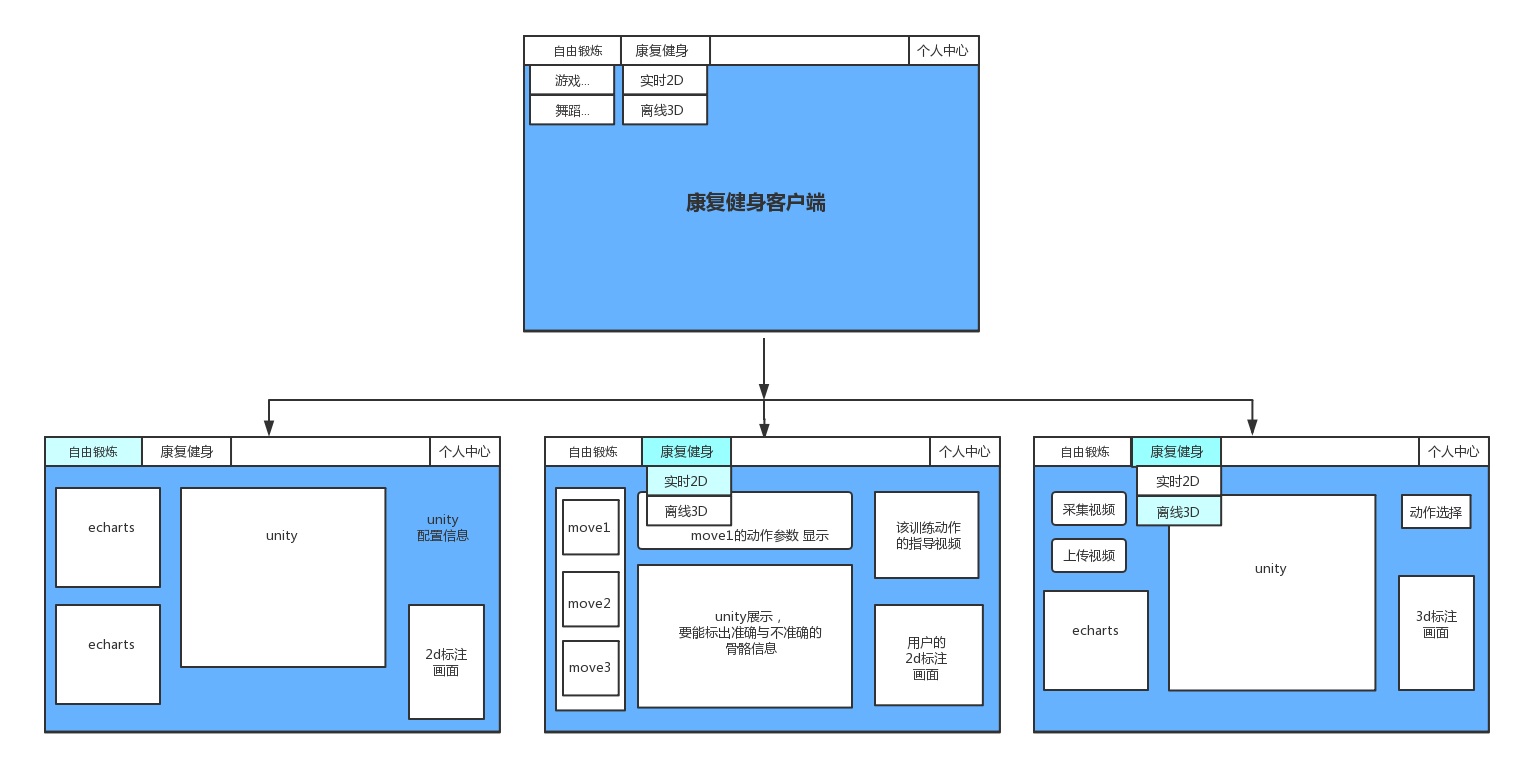 自由锻炼
康复健身
个人中心
游戏...
实时2D
舞蹈...
离线3D
康复健身客户端
自由锻炼
康复健身
个人中心
echarts
unity
unity
配置信息
echarts
2d标注
画面
自由锻炼
康复健身
个人中心
实时2D
离线3D
move1
move1的动作参数 显示
该训练动作
的指导视频
move2
unity展示，
要能标出准确与不准确的
骨骼信息
用户的
2d标注
画面
move3
自由锻炼
康复健身
个人中心
实时2D
离线3D
采集视频
动作选择
上传视频
unity
echarts
3d标注
画面